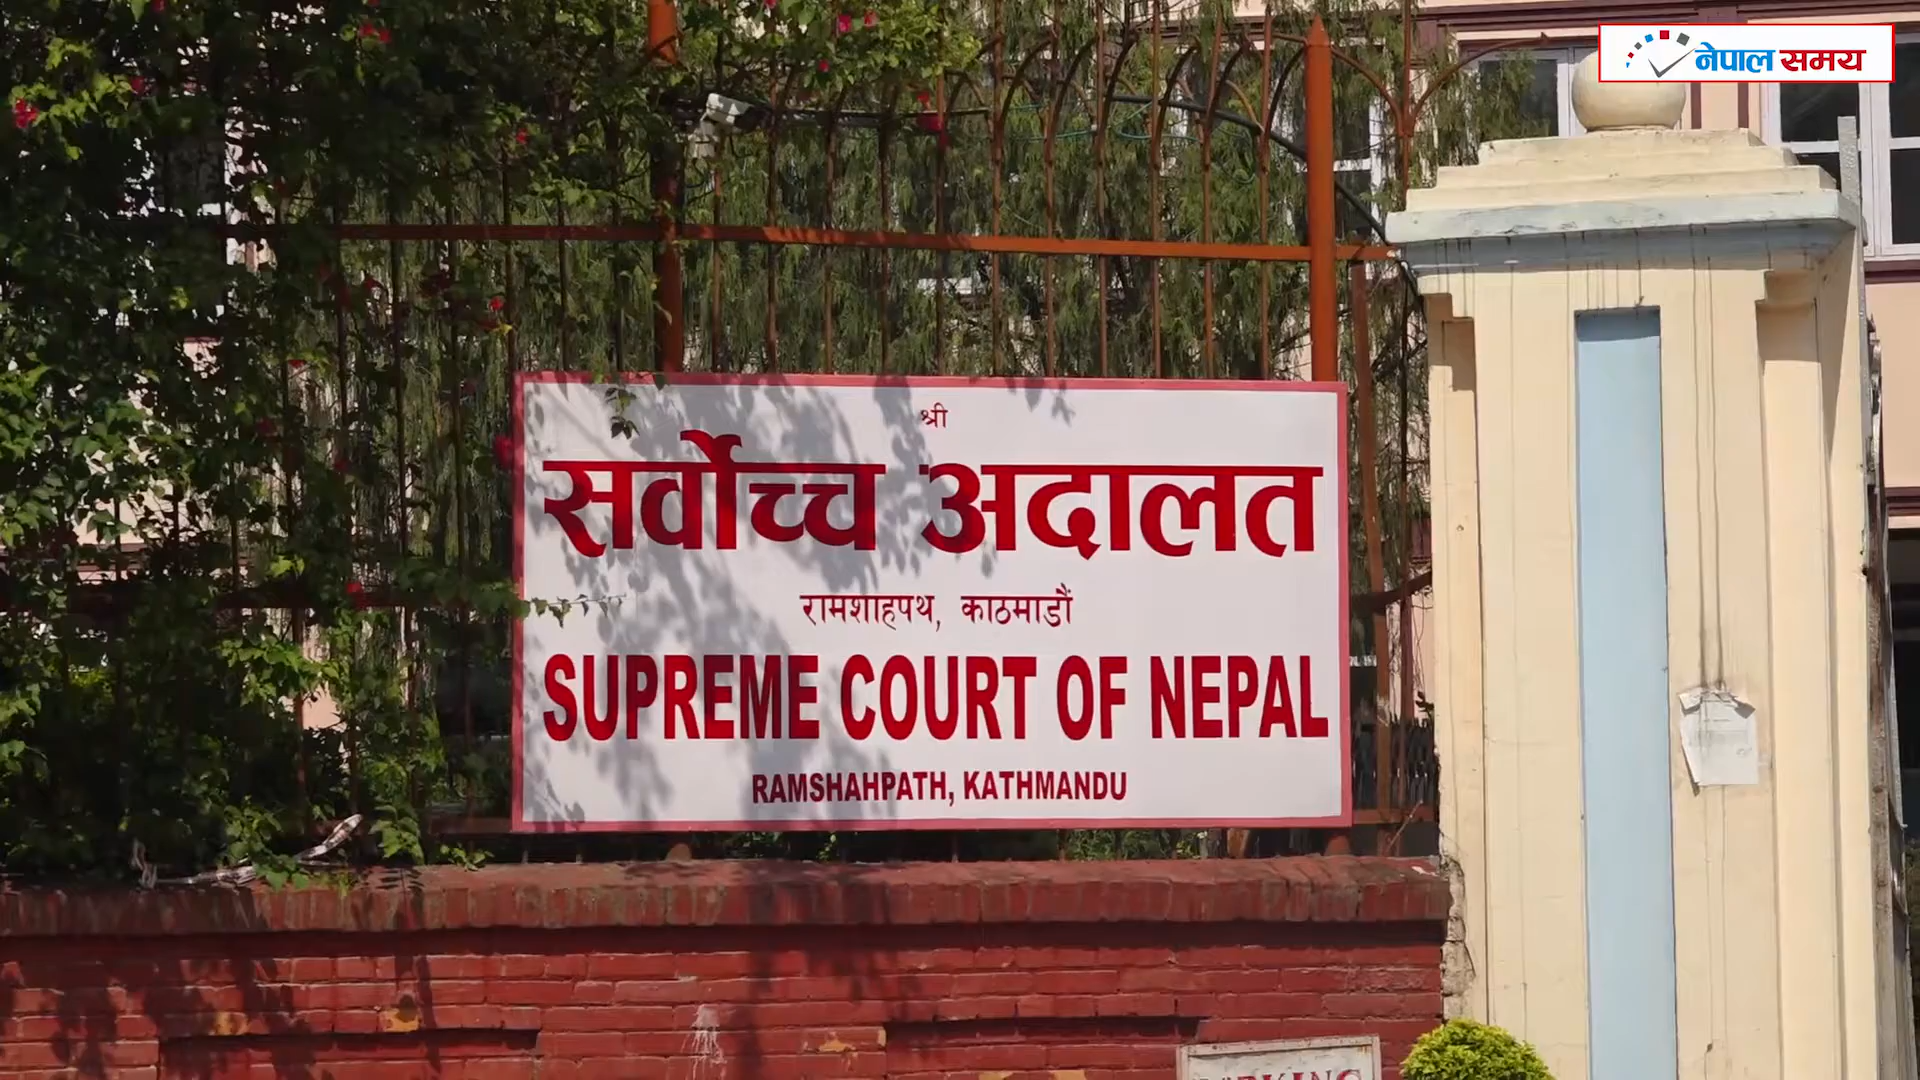 नेपाल समय
श्री
सर्वोच्च अदालत
रामशाहपथ, काठमाडौं
SUPREME COURT OF NEPAL
RAMSHAHPATH, KATHMANDU